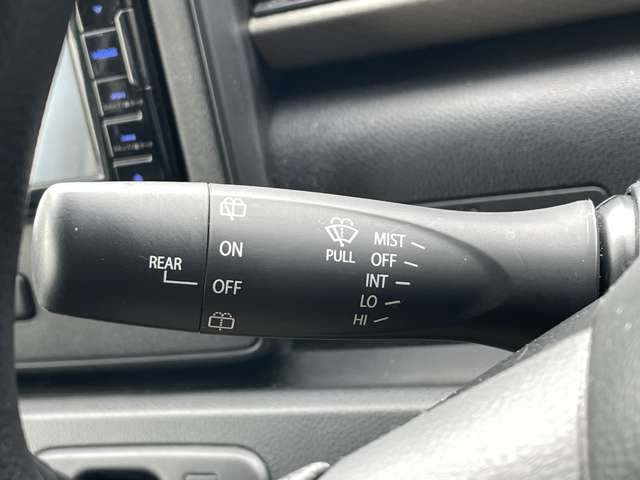 REAR
ON
OFF
PULL
MIST
OFF
INT
LO
HI